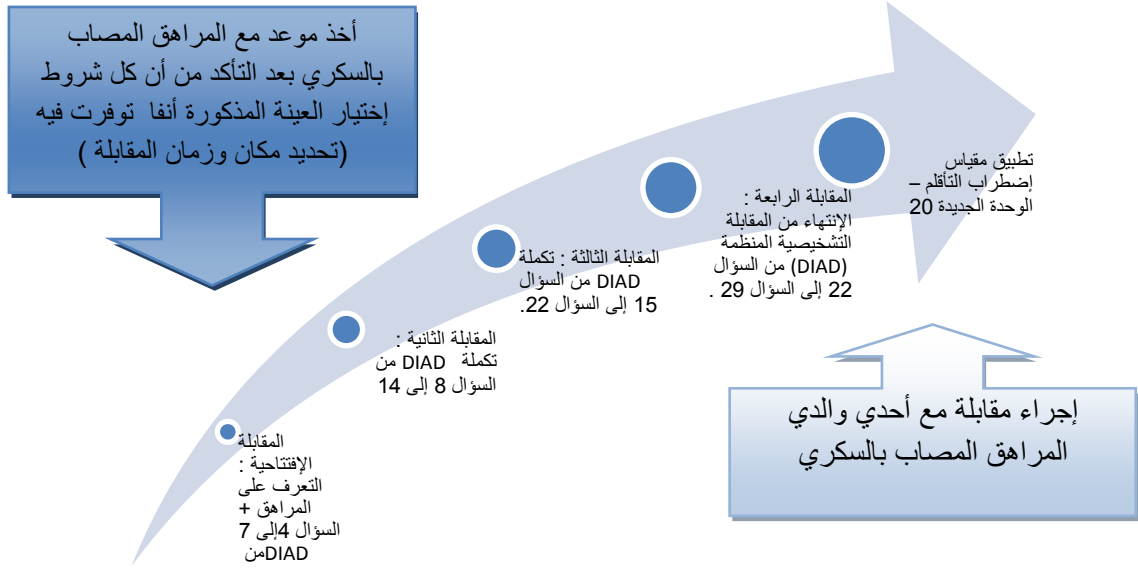 أخذ موعد مع المراهق المصاب
بالسكري بعد التأكد من أن كل شروط
إختيار العينة المذكورة أنفا توفرت فيه
(تحديد مكان وزمان المقابلة )
المقابلة
الإفتتاحية :
التعرف على
المراهق +
السؤال 4إلى 7
منDIAD
المقابلة الثانية :
تكملة DIAD من
السؤال 8 إلى 14
المقابلة الثالثة : تكملة
DIAD من السؤال
15 إلى السؤال 22.
المقابلة الرابعة :
الإنتهاء من المقابلة
التشخيصية المنظمة
(DIAD) من السؤال
22 إلى السؤال 29 .
تطبيق مقياس
إضطراب التأقلم –
الوحدة الجديدة 20
إجراء مقابلة مع أحدي والدي
المراهق المصاب بالسكري